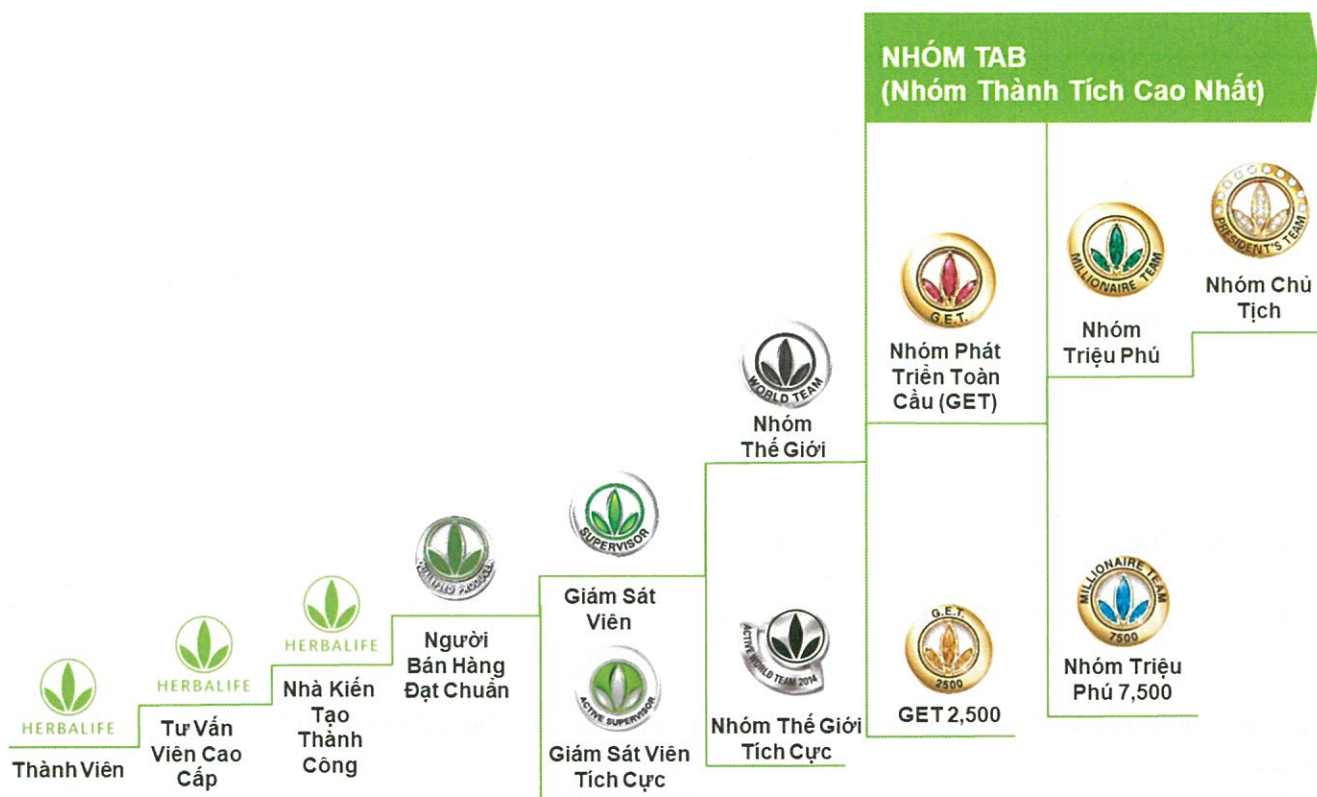 NHÓM TAB
(Nhóm Thành Tích Cao Nhất)
PRESIDENT'S TEAM
Nhóm Chủ
Tịch
MILLIONAIRE TEAM
Nhóm
Triệu Phú
G.E.T.
Nhóm Phát
Triển Toàn
Cầu (GET)
WORLD TEAM
Nhóm
Thế Giới
SUPERVISOR
Giám Sát
Viên
QUALIFIED PRODUCER
Người
Bán Hàng
Đạt Chuẩn
HERBALIFE
Nhà Kiến
Tạo
Thành
Công
HERBALIFE
Tư Vấn
Viên Cao
Cấp
HERBALIFE
Thành Viên
ACTIVE SUPERVISOR
Giám Sát Viên
Tích Cực
ACTIVE WORLD TEAM 2014
Nhóm Thế Giới
Tích Cực
G.E.T.
2500
GET 2,500
MILLIONAIRE TEAM
7500
Nhóm Triệu
Phú 7,500